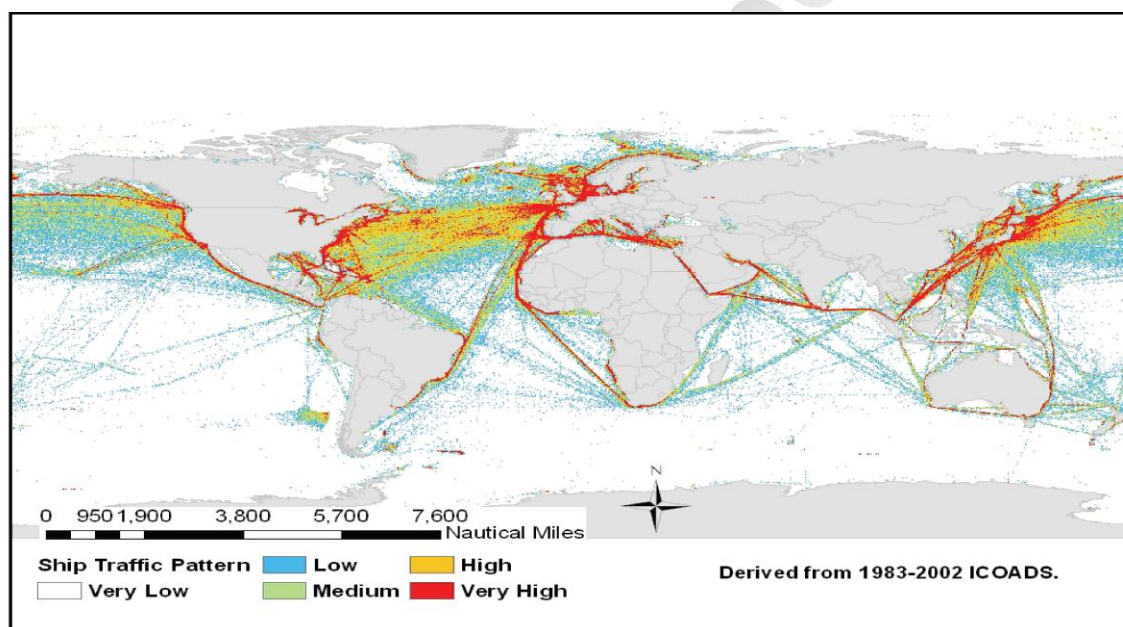 N
0 950 1,900 3,800 5,700 7,600
Nautical Miles
Ship Traffic Pattern Low High
Very Low Medium Very High
Derived from 1983-2002 ICOADS.